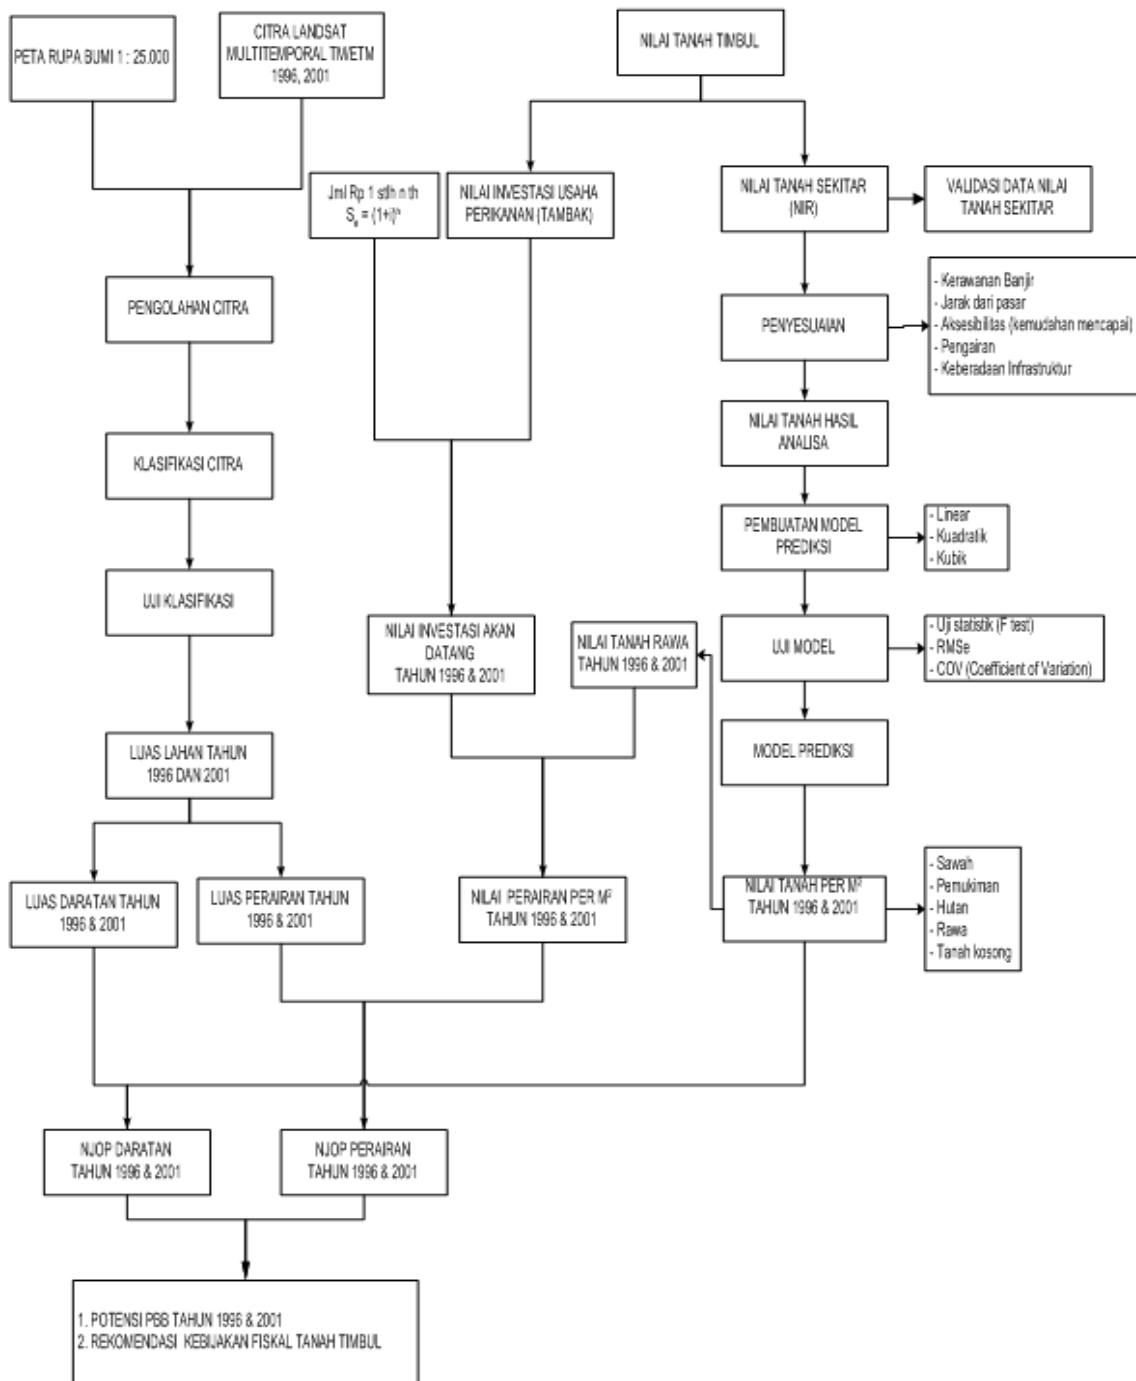 PETA RUPA BUMI 1 : 25.000
CITRA LANDSAT
MULTITEMPORAL TM/ETM
1996, 2001
NILAI TANAH TIMBUL
Jml Rp 1 stlh n th
Sₙ = (1+i)ⁿ
NILAI INVESTASI USAHA
PERIKANAN (TAMBAK)
NILAI TANAH SEKITAR
(NIR)
VALIDASI DATA NILAI
TANAH SEKITAR
PENGOLAHAN CITRA
PENYESUAIAN
- Kerawanan Banjir
- Jarak dari pasar
- Aksesibilitas (kemudahan mencapai)
- Pengairan
- Keberadaan Infrastruktur
NILAI TANAH HASIL
ANALISA
KLASIFIKASI CITRA
PEMBUATAN MODEL
PREDIKSI
- Linear
- Kuadratik
- Kubik
UJI KLASIFIKASI
NILAI INVESTASI AKAN
DATANG
TAHUN 1996 & 2001
NILAI TANAH RAWA
TAHUN 1996 & 2001
UJI MODEL
- Uji statistik (F test)
- RMSe
- COV (Coefficient of Variation)
LUAS LAHAN TAHUN
1996 DAN 2001
MODEL PREDIKSI
LUAS DARATAN TAHUN
1996 & 2001
LUAS PERAIRAN TAHUN
1996 & 2001
NILAI PERAIRAN PER M²
TAHUN 1996 & 2001
NILAI TANAH PER M²
TAHUN 1996 & 2001
- Sawah
- Pemukiman
- Hutan
- Rawa
- Tanah kosong
NJOP DARATAN
TAHUN 1996 & 2001
NJOP PERAIRAN
TAHUN 1996 & 2001
1. POTENSI PBB TAHUN 1996 & 2001
2. REKOMENDASI KEBIJAKAN FISKAL TANAH TIMBUL